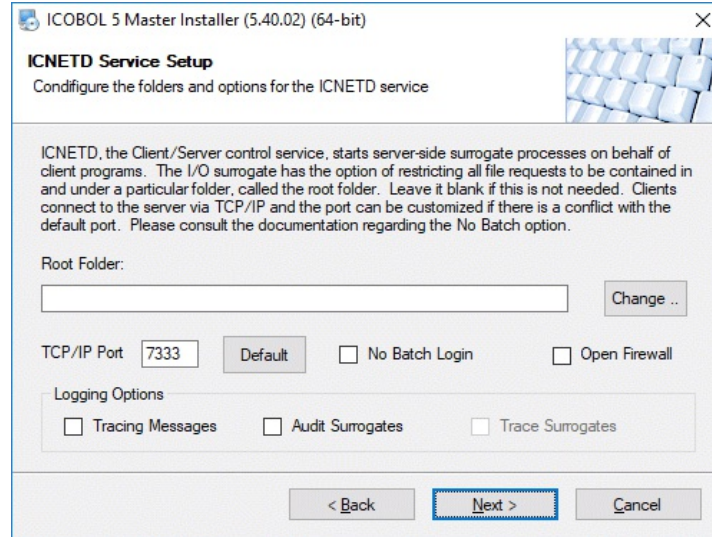 ICOBOL 5 Master Installer (5.40.02) (64-bit)
ICNETD Service Setup
Condifigure the folders and options for the ICNETD service
ICNETD, the Client/Server control service, starts server-side surrogate processes on behalf of
client programs. The I/O surrogate has the option of restricting all file requests to be contained in
and under a particular folder, called the root folder. Leave it blank if this is not needed. Clients
connect to the server via TCP/IP and the port can be customized if there is a conflict with the
default port. Please consult the documentation regarding the No Batch option.
Root Folder:
Change ..
TCP/IP Port 7333 Default No Batch Login Open Firewall
Logging Options
Tracing Messages Audit Surrogates Trace Surrogates
< Back Next > Cancel